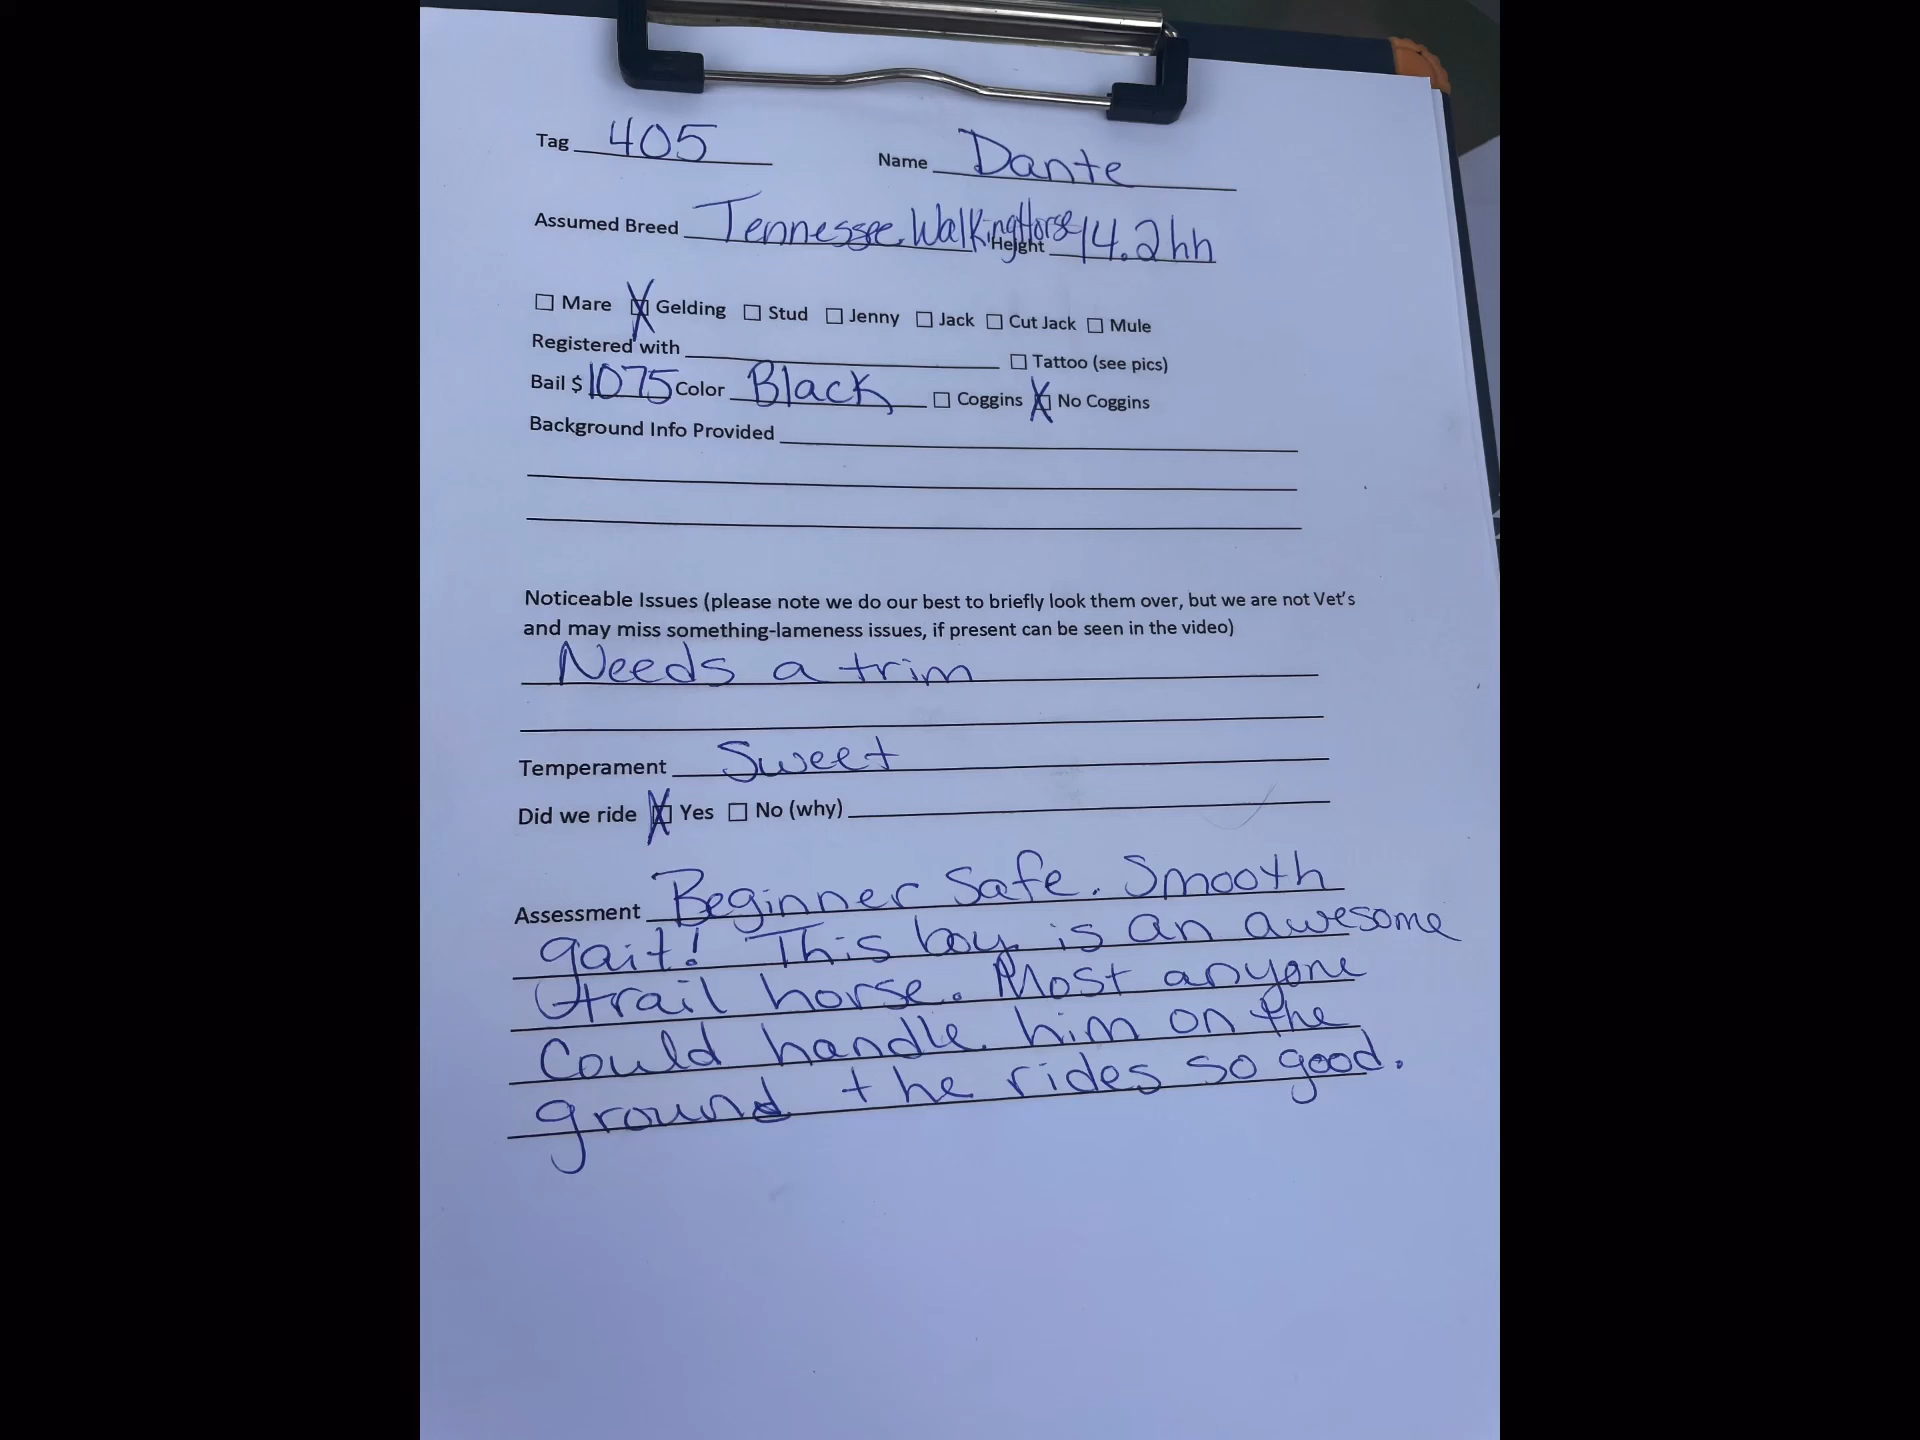 Tag 405 Name Dante
Assumed Breed Tennessee Walking Horse Height 14.2hh
☐ Mare ☒ Gelding ☐ Stud ☐ Jenny ☐ Jack ☐ Cut Jack ☐ Mule
Registered with ☐ Tattoo (see pics)
Bail $ 1075 Color Black ☐ Coggins ☒ No Coggins
Background Info Provided
Noticeable Issues (please note we do our best to briefly look them over, but we are not Vet's
and may miss something-lameness issues, if present can be seen in the video)
Needs a trim
Temperament Sweet
Did we ride ☒ Yes ☐ No (why)
Assessment Beginner Safe. Smooth
gait! This boy is an awesome
trail horse. Most anyone
Could handle him on the
ground + he rides so good.